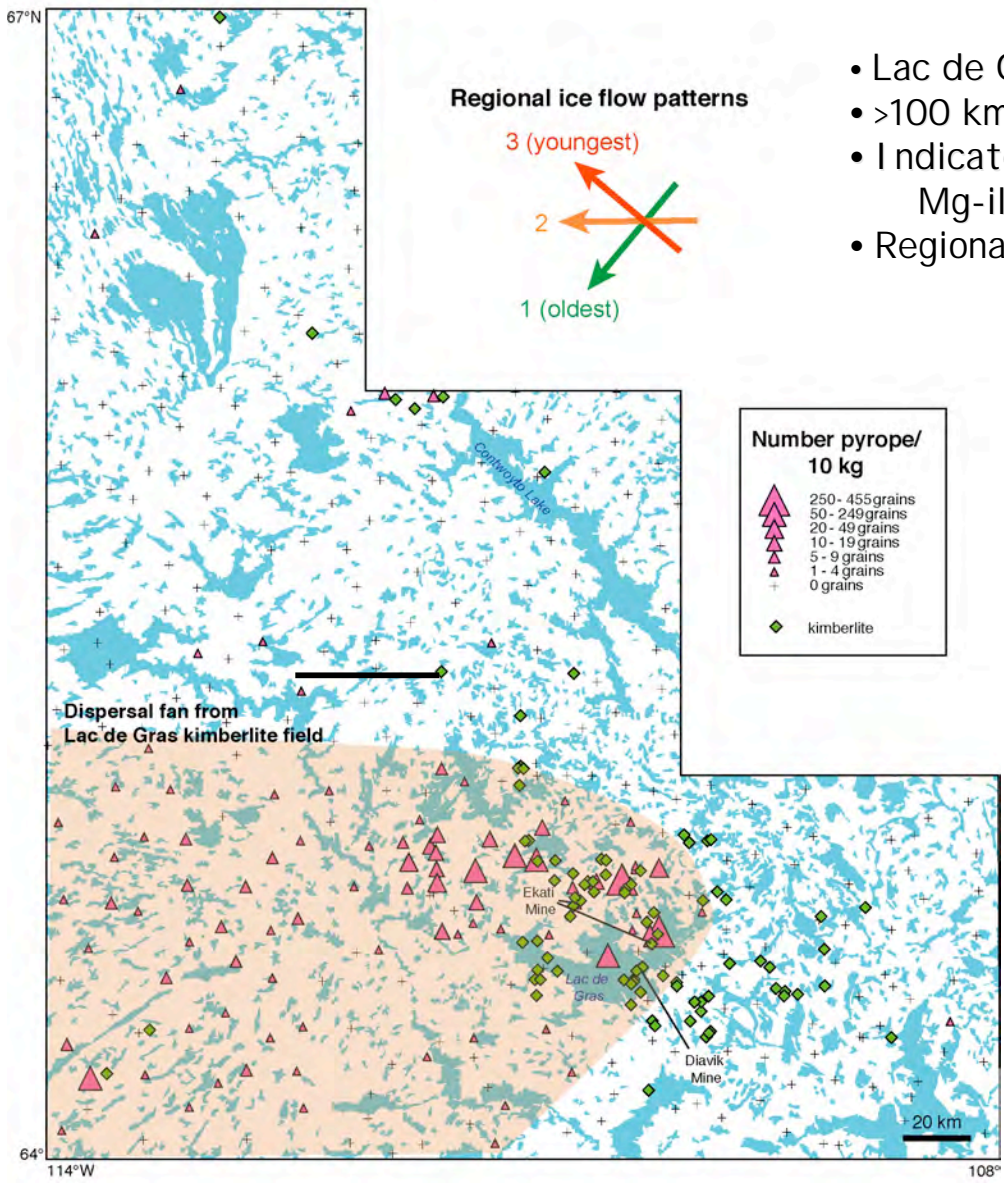 67°N
Regional ice flow patterns
3 (youngest)
2
1 (oldest)
• Lac de
• >100 km
•
Mg-il
•
Contwoyto Lake
Number pyrope/
10 kg
250 - 455 grains
50 - 249 grains
20 - 49 grains
10 - 19 grains
5 - 9 grains
1 - 4 grains
0 grains
kimberlite
Dispersal fan from
Lac de Gras kimberlite field
Ekati
Mine
Lac de
Gras
Diavik
Mine
20 km
64°
114°W
108°